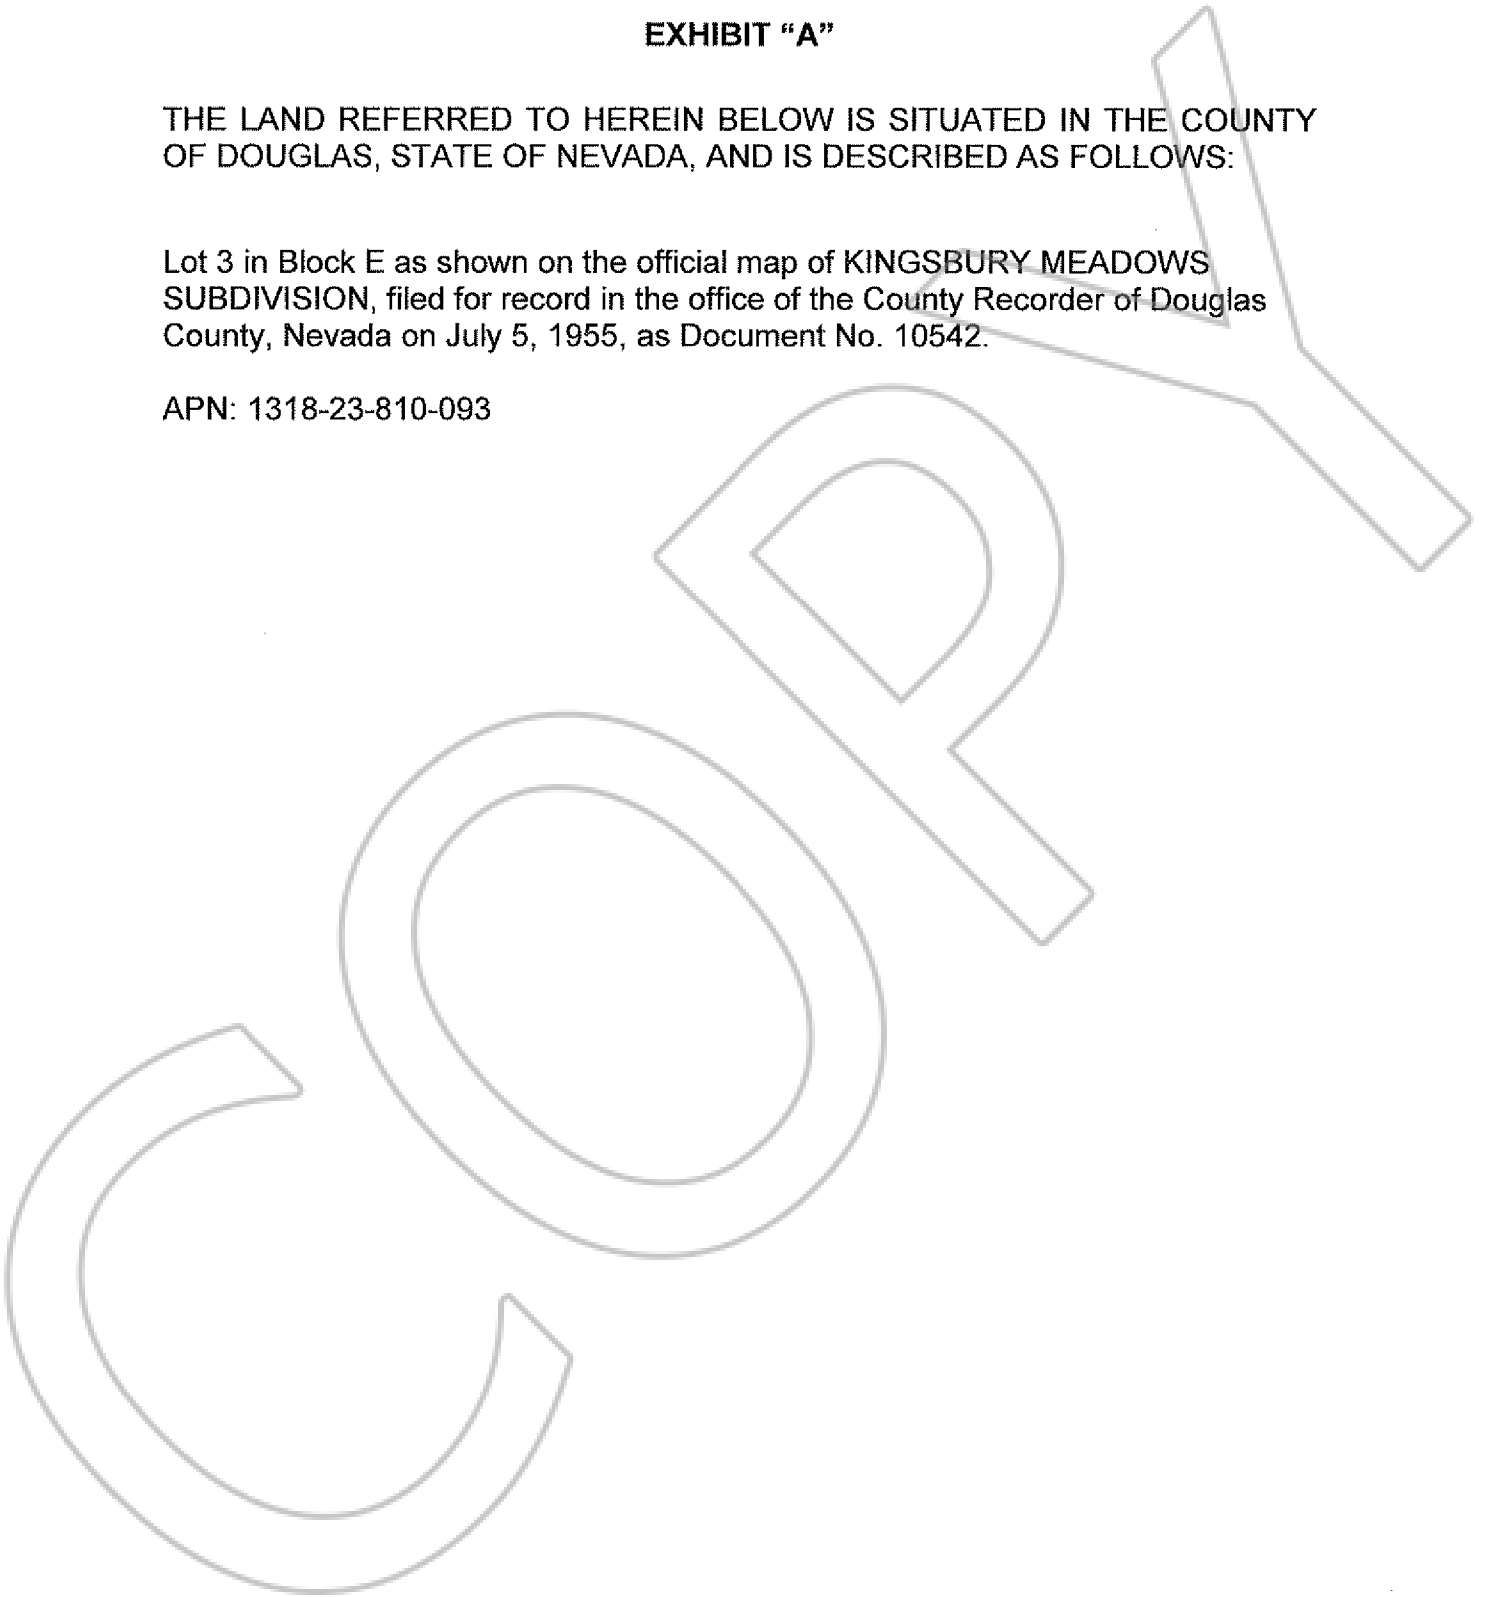 EXHIBIT “A”
THE LAND REFERRED TO HEREIN BELOW IS SITUATED IN THE COUNTY
OF DOUGLAS, STATE OF NEVADA, AND IS DESCRIBED AS FOLLOWS:
Lot 3 in Block E as shown on the official map of KINGSBURY MEADOWS
SUBDIVISION, filed for record in the office of the County Recorder of Douglas
County, Nevada on July 5, 1955, as Document No. 10542.
APN: 1318-23-810-093
COPY